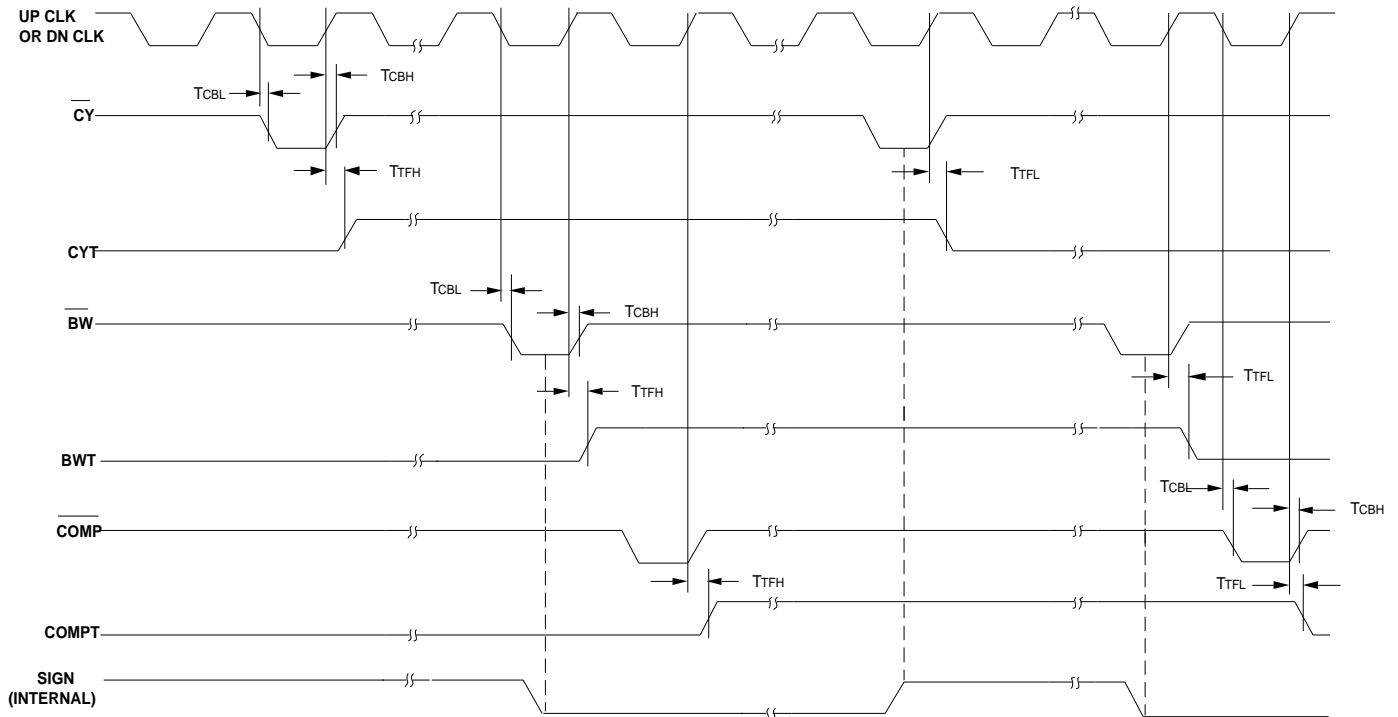 UP CLK
OR DN CLK
TCBH
TCBL
CY
TTFH
TTFL
CYT
TCBL
TCBH
BW
TTFH
TTFL
BWT
TCBL
TCBH
COMP
TTFH
TTFL
COMPT
SIGN
(INTERNAL)